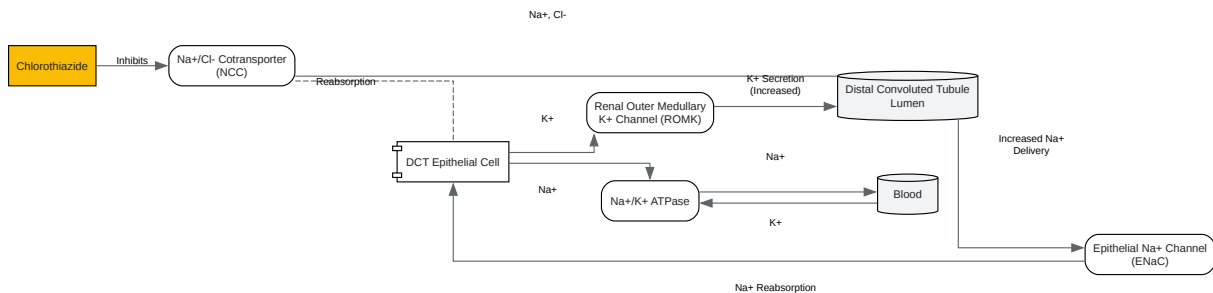 Na+, Cl-
Chlorothiazide
Inhibits
Na+/Cl- Cotransporter
(NCC)
Reabsorption
K+ Secretion
(Increased)
Distal Convoluted Tubule
Lumen
Renal Outer Medullary
K+ Channel (ROMK)
K+
Increased Na+
Delivery
DCT Epithelial Cell
Na+
Na+
Na+/K+ ATPase
Blood
K+
Epithelial Na+ Channel
(ENaC)
Na+ Reabsorption